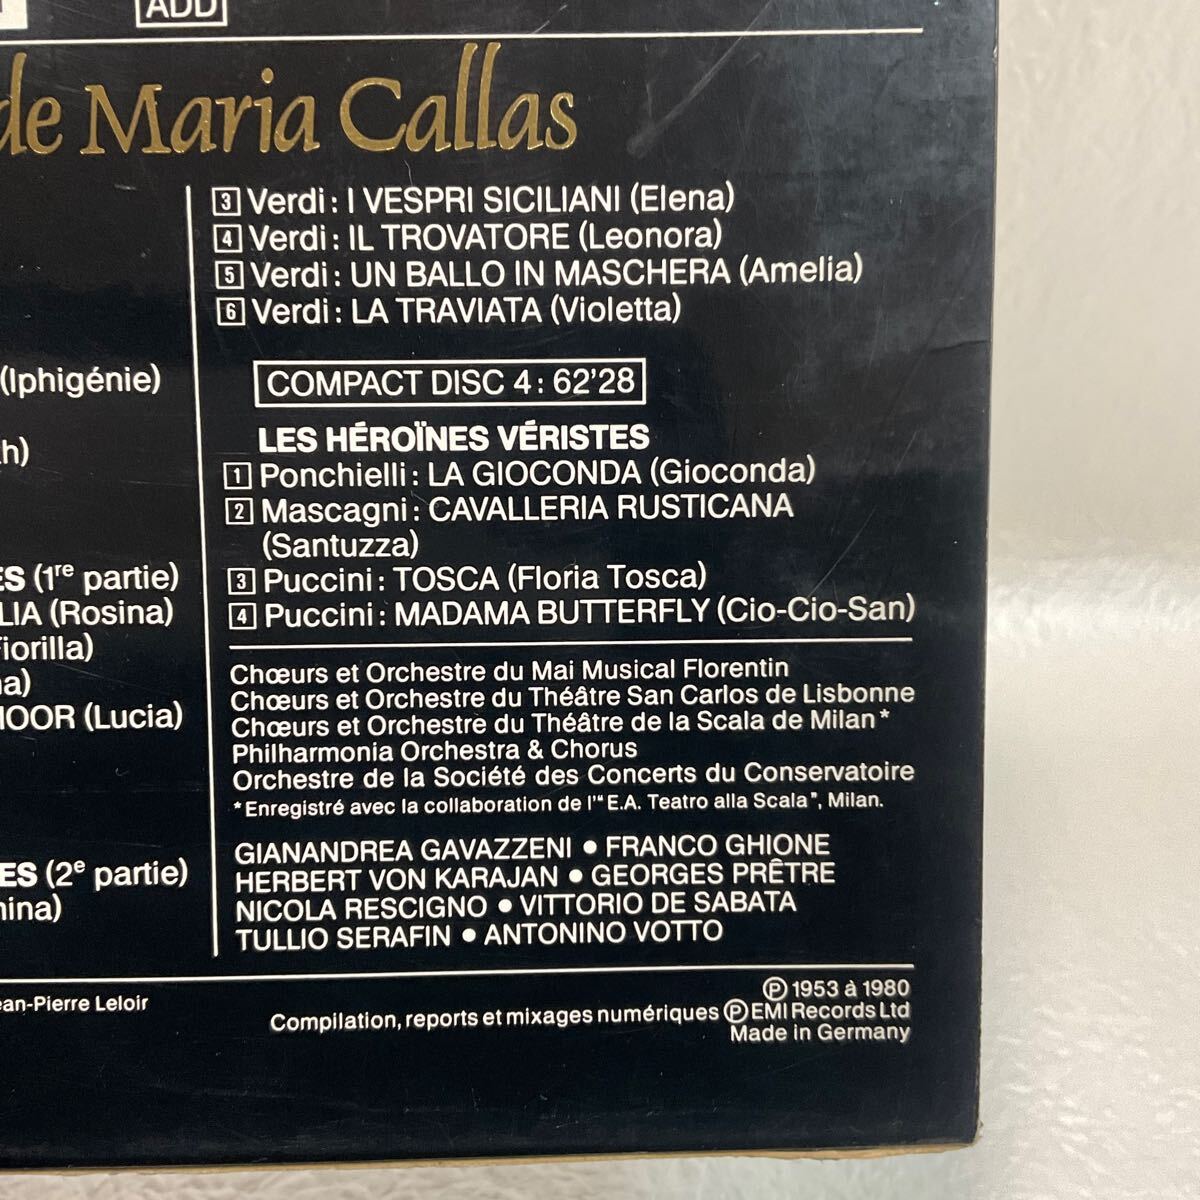 ADD
de Maria Callas
(Iphigénie)
ES (1re partie)
LIA (Rosina)
Fiorilla)
MOOR (Lucia)
ES (2e partie)
3 Verdi: I VESPRI SICILIANI (Elena)
4 Verdi: IL TROVATORE (Leonora)
5 Verdi: UN BALLO IN MASCHERA (Amelia)
6 Verdi: LA TRAVIATA (Violetta)
COMPACT DISC 4: 62'28
LES HÉROÏNES VÉRISTES
1 Ponchielli: LA GIOCONDA (Gioconda)
2 Mascagni: CAVALLERIA RUSTICANA
(Santuzza)
3 Puccini: TOSCA (Floria Tosca)
4 Puccini: MADAMA BUTTERFLY (Cio-Cio-San)
Chœurs et Orchestre du Mai Musical Florentin
Chœurs et Orchestre du Théâtre San Carlos de Lisbonne
Chœurs et Orchestre du Théâtre de la Scala de Milan*
Philharmonia Orchestra & Chorus
Orchestre de la Société des Concerts du Conservatoire
*Enregistré avec la collaboration de l'“E.A. Teatro alla Scala”, Milan.
GIANANDREA GAVAZZENI ● FRANCO GHIONE
HERBERT VON KARAJAN ● GEORGES PRÊTRE
NICOLA RESCIGNO ● VITTORIO DE SABATA
TULLIO SERAFIN ● ANTONINO VOTTO
ean-Pierre Leloir
Ⓟ 1953 à 1980
Compilation, reports et mixages numériques Ⓟ EMI Records Ltd
Made in Germany